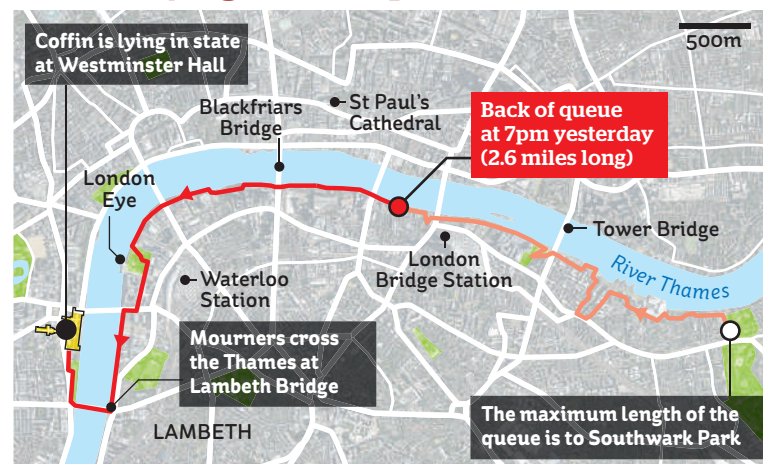 Coffin is lying in state
at Westminster Hall
500m
St Paul's
Cathedral
Blackfriars
Bridge
Back of queue
at 7pm yesterday
(2.6 miles long)
London
Eye
Tower Bridge
London
Bridge Station
River Thames
Waterloo
Station
Mourners cross
the Thames at
Lambeth Bridge
The maximum length of the
queue is to Southwark Park
LAMBETH